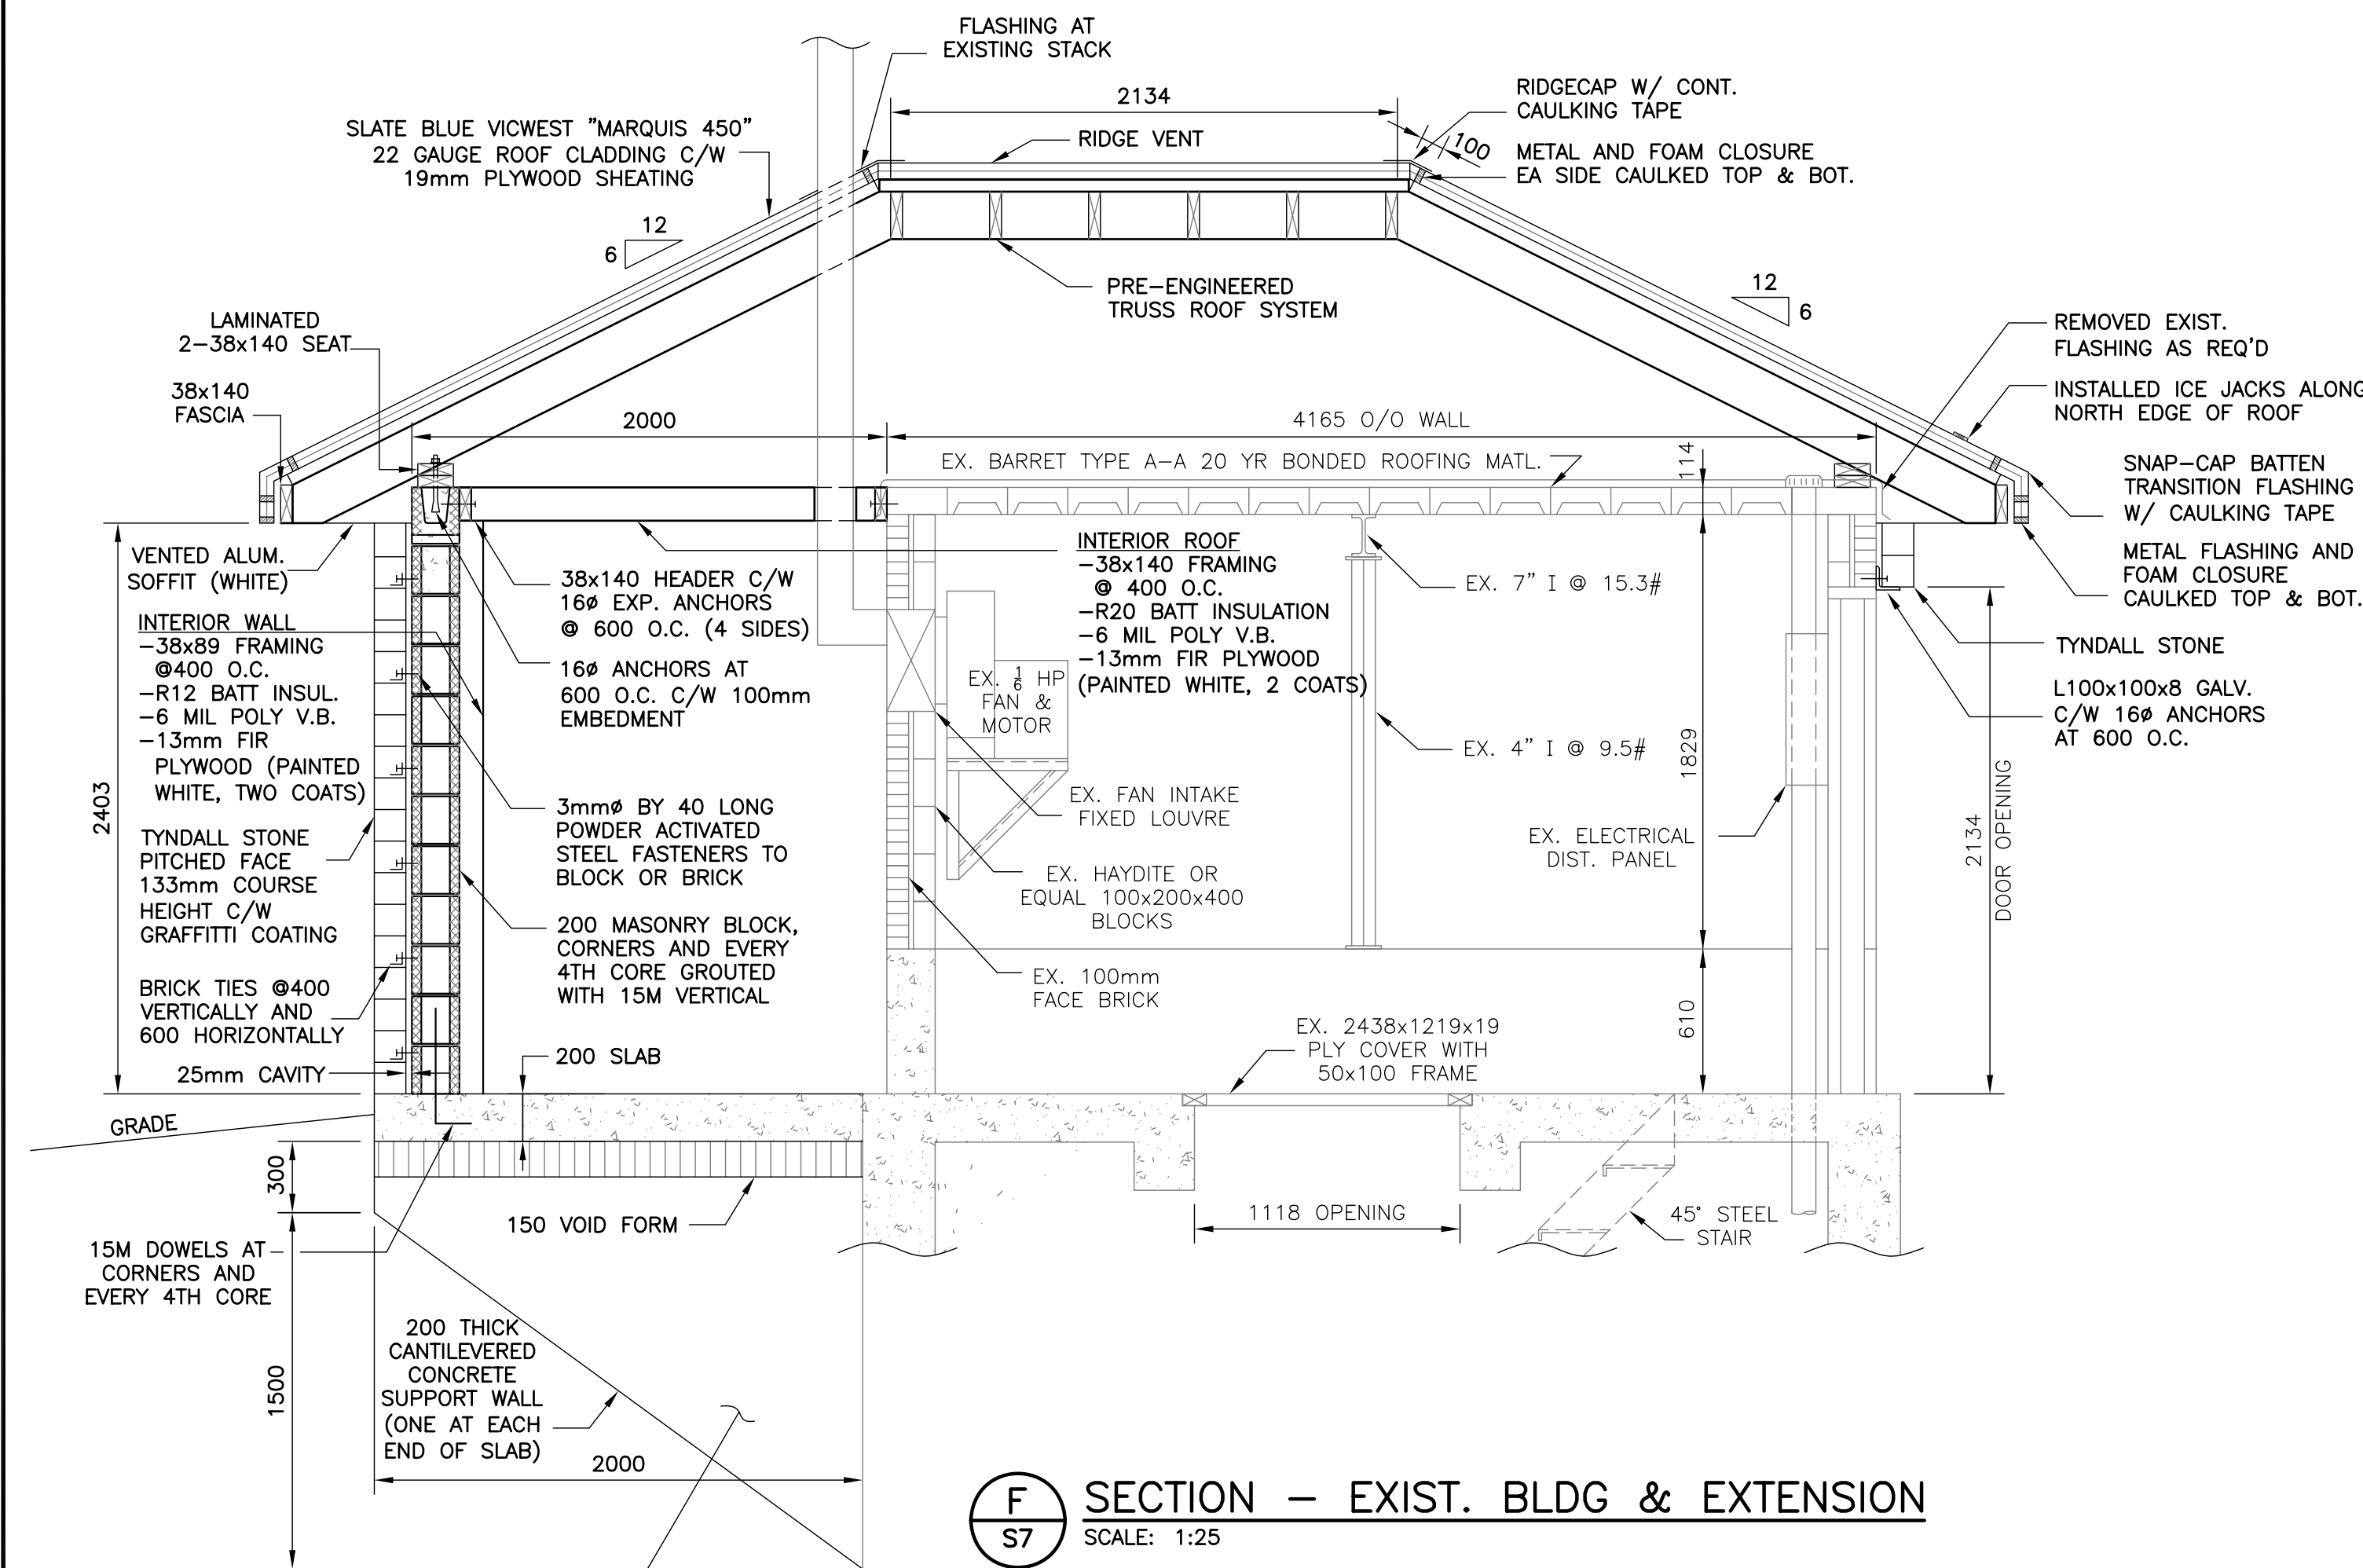 FLASHING AT
EXISTING STACK
2134
RIDGE VENT
RIDGECAP W/ CONT.
CAULKING TAPE
100
METAL AND FOAM CLOSURE
EA SIDE CAULKED TOP & BOT.
SLATE BLUE VICWEST "MARQUIS 450"
22 GAUGE ROOF CLADDING C/W
19mm PLYWOOD SHEATING
12
6
PRE-ENGINEERED
TRUSS ROOF SYSTEM
12
6
LAMINATED
2-38x140 SEAT
38x140
FASCIA
2000
4165 O/O WALL
REMOVED EXIST.
FLASHING AS REQ'D
INSTALLED ICE JACKS ALONG
NORTH EDGE OF ROOF
EX. BARRET TYPE A-A 20 YR BONDED ROOFING MATL.
114
SNAP-CAP BATTEN
TRANSITION FLASHING
W/ CAULKING TAPE
METAL FLASHING AND
FOAM CLOSURE
CAULKED TOP & BOT.
VENTED ALUM.
SOFFIT (WHITE)
INTERIOR WALL
-38x89 FRAMING
@400 O.C.
-R12 BATT INSUL.
-6 MIL POLY V.B.
-13mm FIR
PLYWOOD (PAINTED
WHITE, TWO COATS)
2403
TYNDALL STONE
PITCHED FACE
133mm COURSE
HEIGHT C/W
GRAFFITTI COATING
BRICK TIES @400
VERTICALLY AND
600 HORIZONTALLY
25mm CAVITY
38x140 HEADER C/W
16ø EXP. ANCHORS
@ 600 O.C. (4 SIDES)
16ø ANCHORS AT
600 O.C. C/W 100mm
EMBEDMENT
3mmø BY 40 LONG
POWDER ACTIVATED
STEEL FASTENERS TO
BLOCK OR BRICK
200 MASONRY BLOCK,
CORNERS AND EVERY
4TH CORE GROUTED
WITH 15M VERTICAL
200 SLAB
INTERIOR ROOF
-38x140 FRAMING
@ 400 O.C.
-R20 BATT INSULATION
-6 MIL POLY V.B.
-13mm FIR PLYWOOD
(PAINTED WHITE, 2 COATS)
EX. 1/6 HP
FAN &
MOTOR
EX. FAN INTAKE
FIXED LOUVRE
EX. HAYDITE OR
EQUAL 100x200x400
BLOCKS
EX. 100mm
FACE BRICK
EX. 7" I @ 15.3#
EX. 4" I @ 9.5#
1829
EX. ELECTRICAL
DIST. PANEL
610
EX. 2438x1219x19
PLY COVER WITH
50x100 FRAME
TYNDALL STONE
L100x100x8 GALV.
C/W 16ø ANCHORS
AT 600 O.C.
2134
DOOR OPENING
GRADE
300
150 VOID FORM
1118 OPENING
45° STEEL
STAIR
15M DOWELS AT
CORNERS AND
EVERY 4TH CORE
1500
200 THICK
CANTILEVERED
CONCRETE
SUPPORT WALL
(ONE AT EACH
END OF SLAB)
2000
F
S7
SECTION - EXIST. BLDG & EXTENSION
SCALE: 1:25